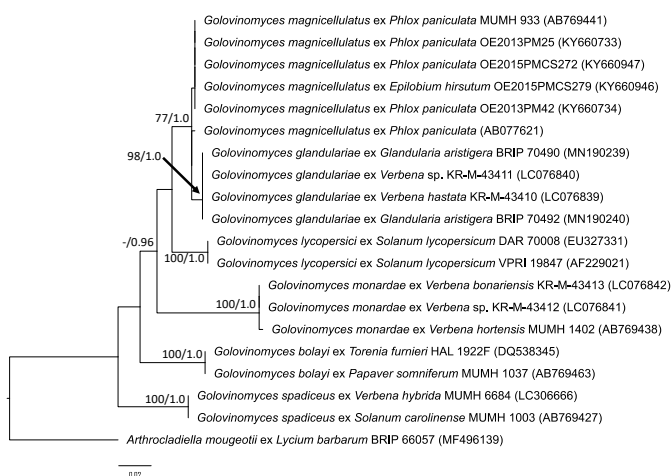 Golovinomyces magnicellulatus ex Phlox paniculata MUMH 933 (AB769441)
Golovinomyces magnicellulatus ex Phlox paniculata OE2013PM25 (KY660733)
Golovinomyces magnicellulatus ex Phlox paniculata OE2015PMCS272 (KY660947)
Golovinomyces magnicellulatus ex Epilobium hirsutum OE2015PMCS279 (KY660946)
Golovinomyces magnicellulatus ex Phlox paniculata OE2013PM42 (KY660734)
77/1.0
Golovinomyces magnicellulatus ex Phlox paniculata (AB077621)
98/1.0
Golovinomyces glandulariae ex Glandularia aristigera BRIP 70490 (MN190239)
Golovinomyces glandulariae ex Verbena sp. KR-M-43411 (LC076840)
Golovinomyces glandulariae ex Verbena hastata KR-M-43410 (LC076839)
Golovinomyces glandulariae ex Glandularia aristigera BRIP 70492 (MN190240)
-/0.96
Golovinomyces lycopersici ex Solanum lycopersicum DAR 70008 (EU327331)
100/1.0
Golovinomyces lycopersici ex Solanum lycopersicum VPRI 19847 (AF229021)
Golovinomyces monardae ex Verbena bonariensis KR-M-43413 (LC076842)
100/1.0
Golovinomyces monardae ex Verbena sp. KR-M-43412 (LC076841)
Golovinomyces monardae ex Verbena hortensis MUMH 1402 (AB769438)
100/1.0
Golovinomyces bolayi ex Torenia furnieri HAL 1922F (DQ538345)
Golovinomyces bolayi ex Papaver somniferum MUMH 1037 (AB769463)
100/1.0
Golovinomyces spadiceus ex Verbena hybrida MUMH 6684 (LC306666)
Golovinomyces spadiceus ex Solanum carolinense MUMH 1003 (AB769427)
Arthrocladiella mougeotii ex Lycium barbarum BRIP 66057 (MF496139)
0.02